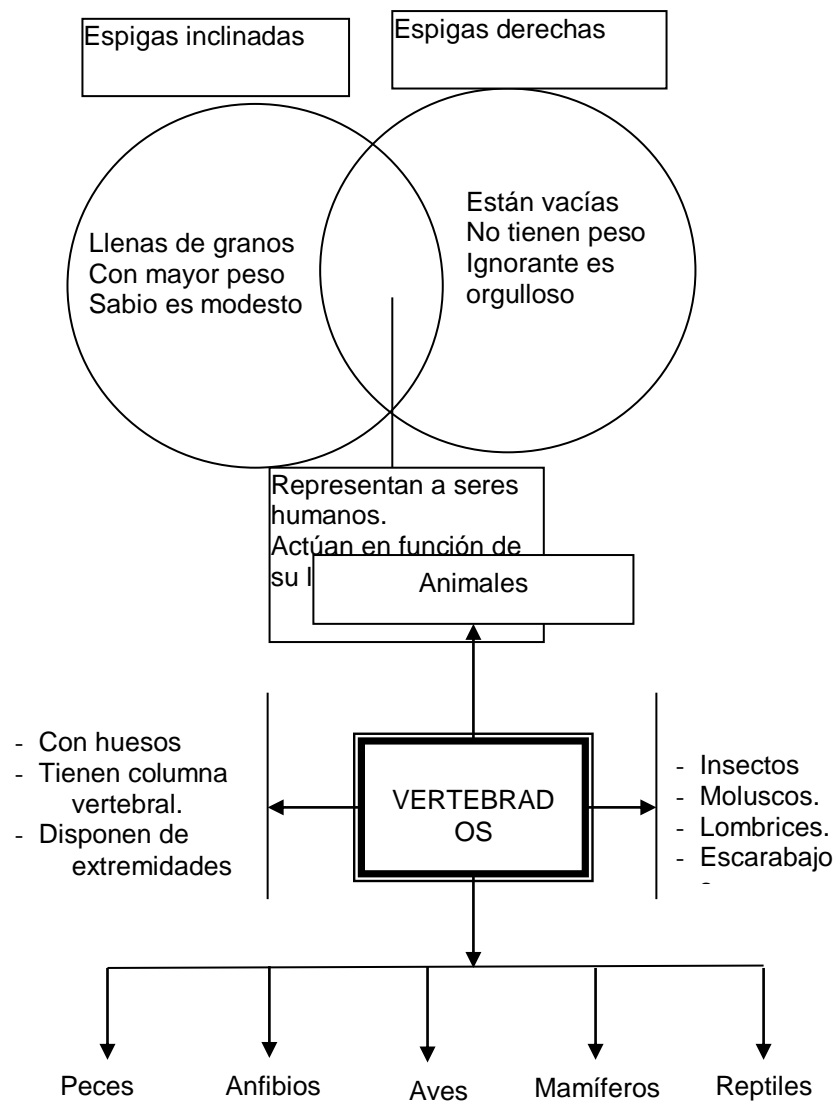 Espigas inclinadas
Espigas derechas
Llenas de granos
Con mayor peso
Sabio es modesto
Están vacías
No tienen peso
Ignorante es
orgulloso
Representan a seres
humanos.
Actúan en función de
su
Animales
- Con huesos
- Tienen columna
vertebral.
- Disponen de
extremidades
VERTEBRAD
OS
- Insectos
- Moluscos.
- Lombrices.
- Escarabajo
Peces
Anfibios
Aves
Mamíferos
Reptiles